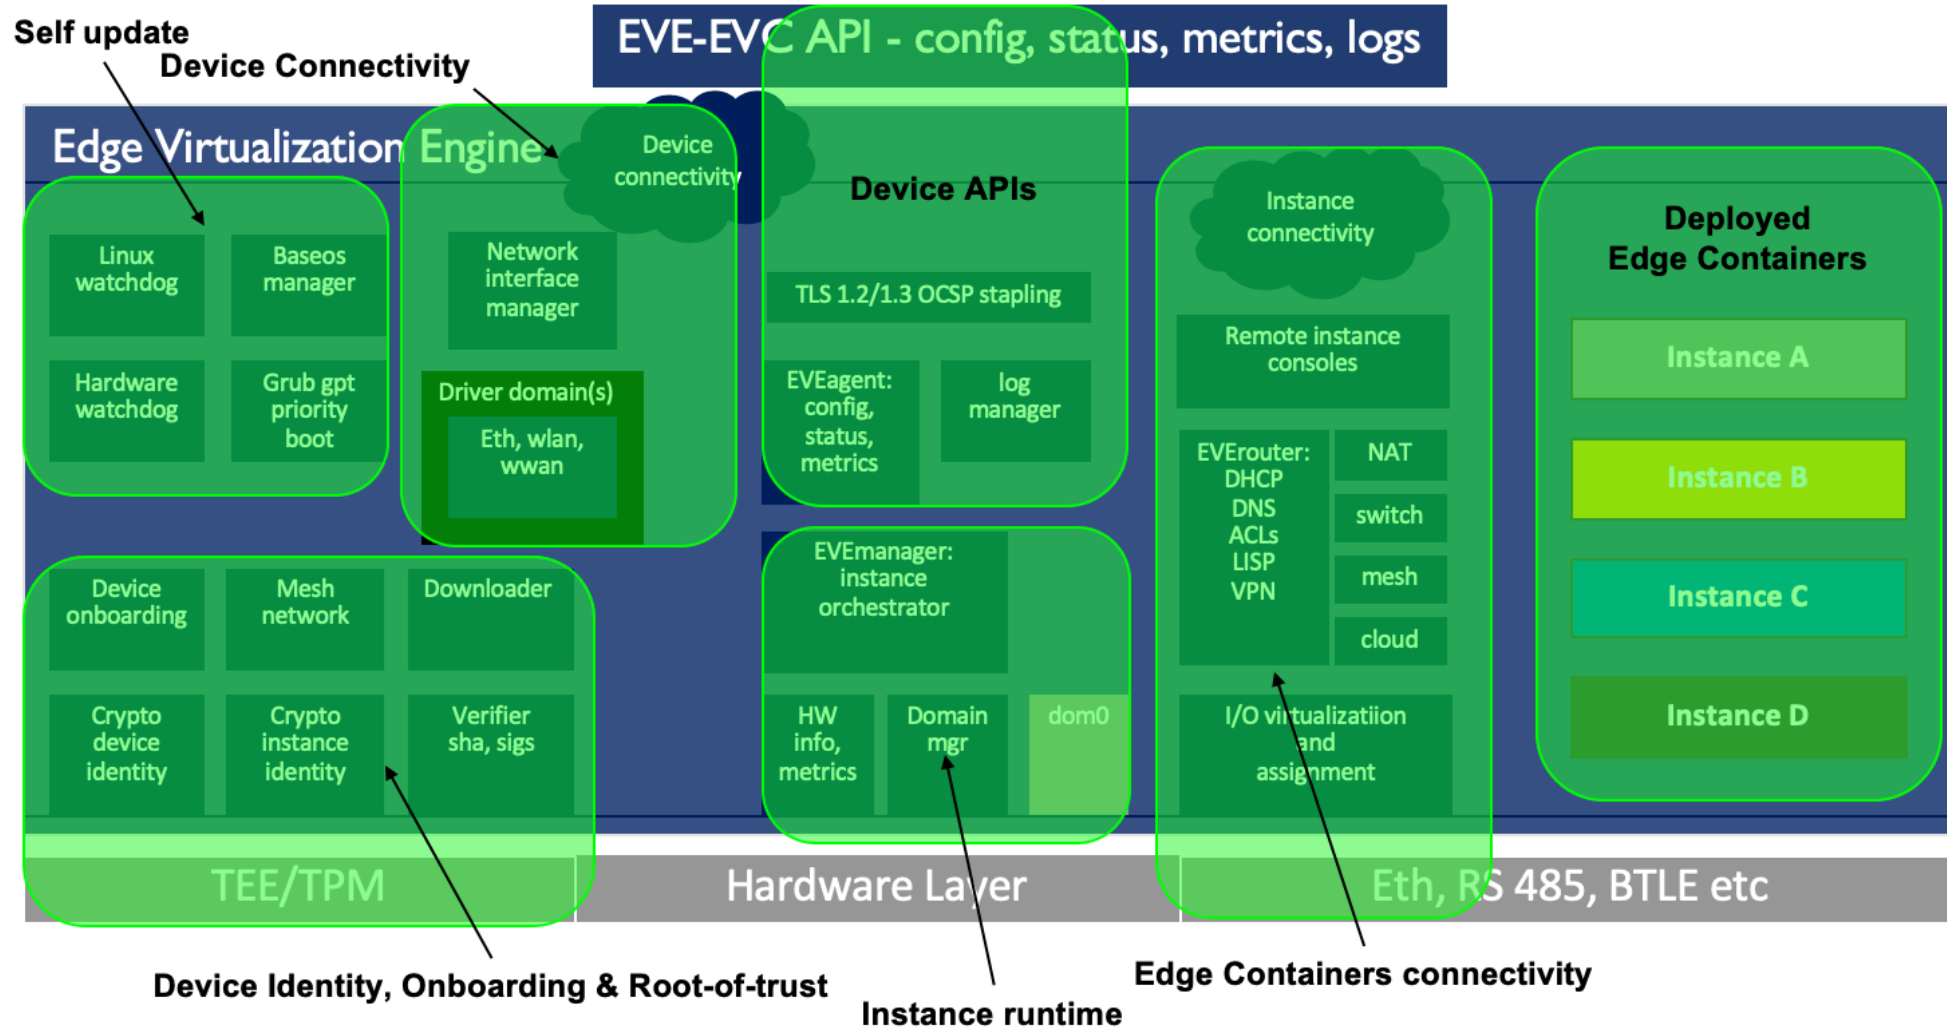 Self update
Device Connectivity
EVE-EVC API - config, status, metrics, logs
Edge Virtualization Engine
Device
connectivity
Device APIs
Instance
connectivity
Deployed
Edge Containers
Linux
watchdog
Baseos
manager
Hardware
watchdog
Grub gpt
priority
boot
Network
interface
manager
Driver domain(s)
Eth, wlan,
wwan
TLS 1.2/1.3 OCSP stapling
EVEagent:
config,
status,
metrics
log
manager
Remote instance
consoles
EVErouter:
DHCP
DNS
ACLs
LISP
VPN
NAT
switch
mesh
cloud
Instance A
Instance B
Instance C
Instance D
Device
onboarding
Mesh
network
Downloader
Crypto
device
identity
Crypto
instance
identity
Verifier
sha, sigs
EVEmanager:
instance
orchestrator
HW
info,
metrics
Domain
mgr
dom0
I/O virtualizatiion
and
assignment
TEE/TPM
Hardware Layer
Eth, RS 485, BTLE etc
Device Identity, Onboarding & Root-of-trust
Instance runtime
Edge Containers connectivity